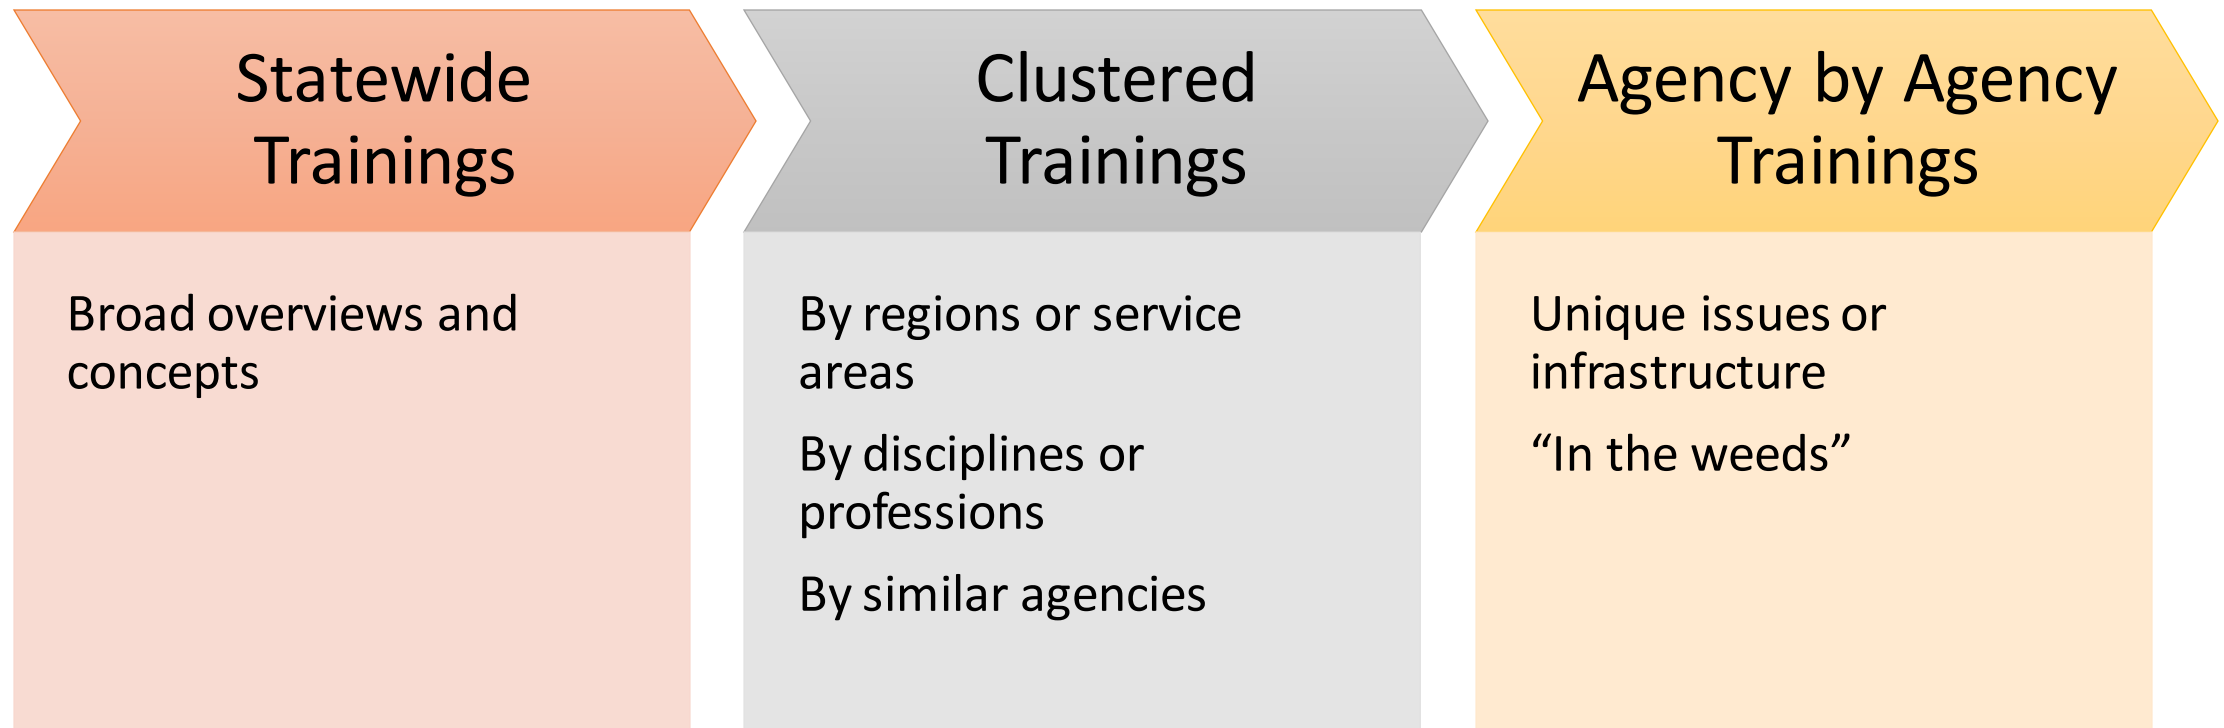 Statewide
Trainings
Broad overviews and
concepts
Clustered
Trainings
By regions or service
areas
By disciplines or
professions
By similar agencies
Agency by Agency
Trainings
Unique issues or
infrastructure
“In the weeds”